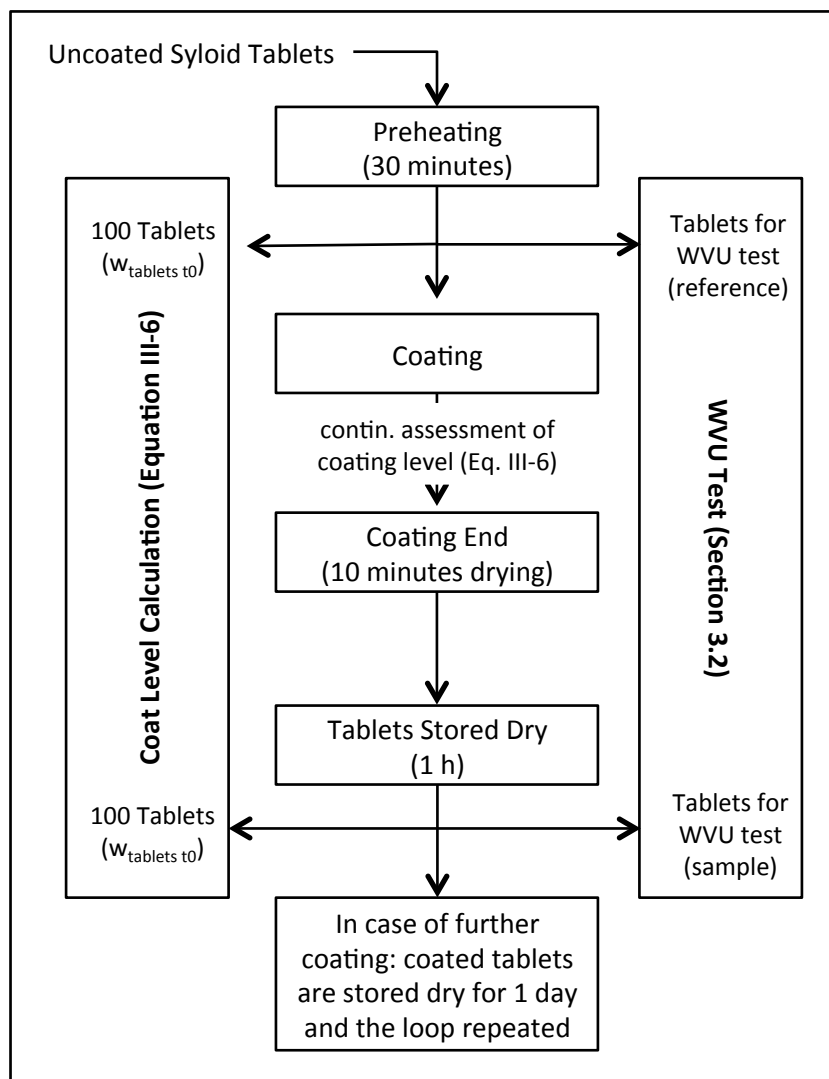 Uncoated Syloid Tablets
Preheating
(30 minutes)
100 Tablets
(wtablets t0)
Tablets for
WVU test
(reference)
Coating
Coat Level Calculation (Equation III-6)
WVU Test (Section 3.2)
contin. assessment of
coating level (Eq. III-6)
Coating End
(10 minutes drying)
Tablets Stored Dry
(1 h)
100 Tablets
(wtablets t0)
Tablets for
WVU test
(sample)
In case of further
coating: coated tablets
are stored dry for 1 day
and the loop repeated